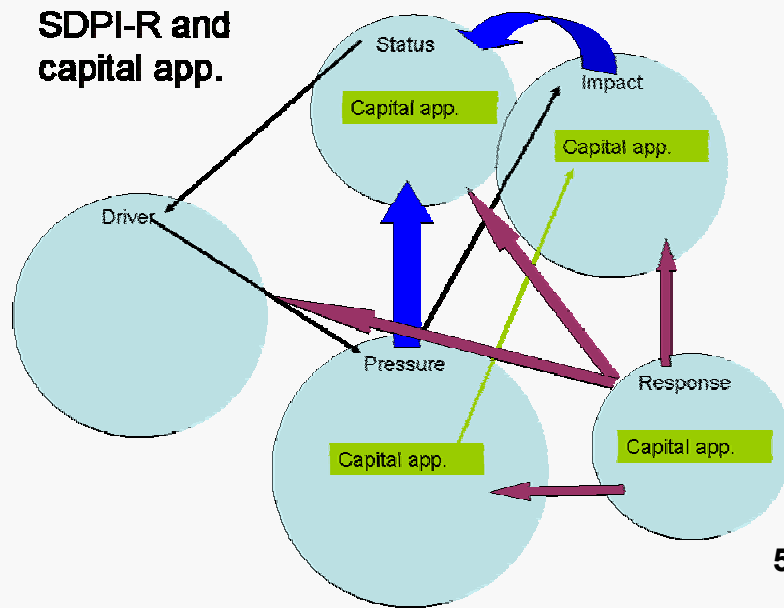 SDPI-R and
capital app.
Status
Capital app.
Impact
Capital app.
Driver
Pressure
Capital app.
Response
Capital app.
5